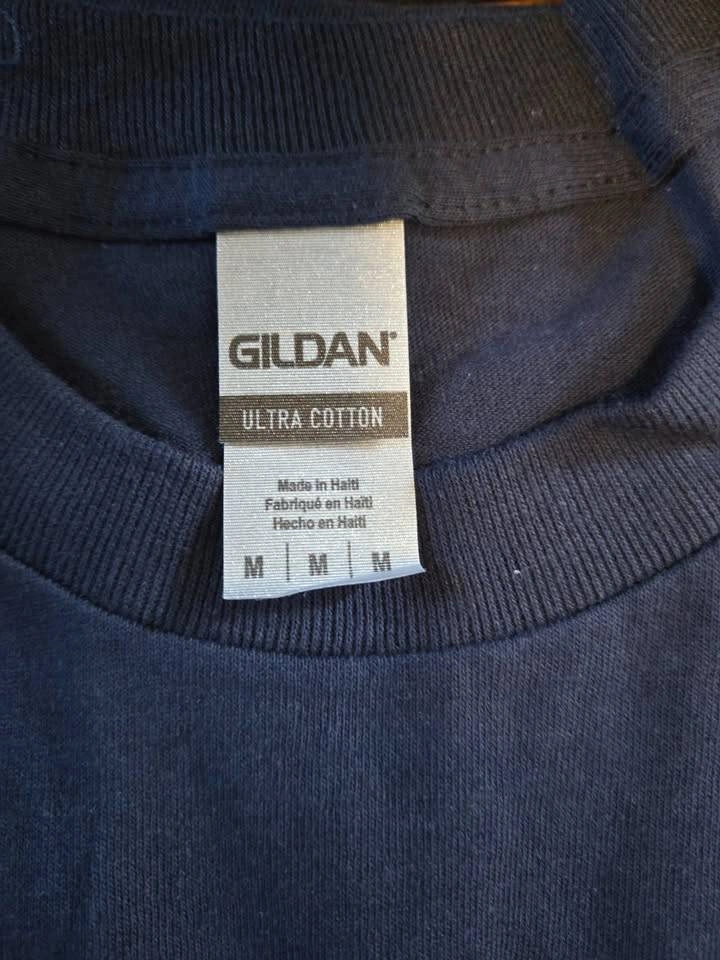 GILDAN®
ULTRA COTTON
Made in Haiti
Fabriqué en Haïti
Hecho en Haití
M | M | M